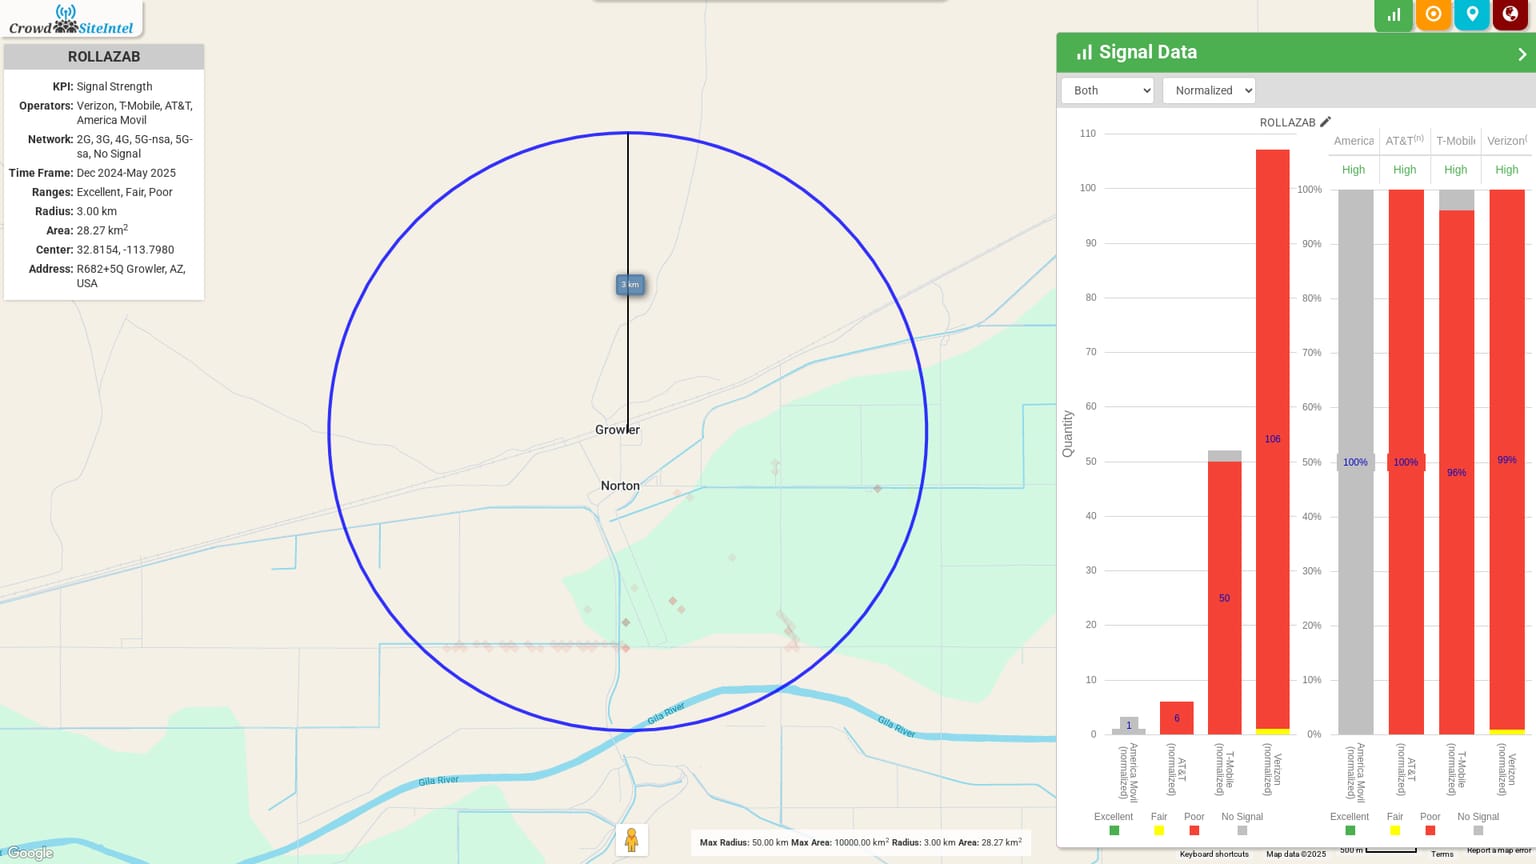 CrowdSiteIntel
ROLLAZAB
KPI: Signal Strength
Operators: Verizon, T-Mobile, AT&T,
America Movil
Network: 2G, 3G, 4G, 5G-nsa, 5G-
sa, No Signal
Time Frame: Dec 2024-May 2025
Ranges: Excellent, Fair, Poor
Radius: 3.00 km
Area: 28.27 km²
Center: 32.8154, -113.7980
Address: R682+5Q Growler, AZ,
USA
3 km
Growler
Norton
Gila River
Gila River
Gila River
Google
Max Radius: 50.00 km Max Area: 10000.00 km² Radius: 3.00 km Area: 28.27 km²
Signal Data
Both
Normalized
ROLLAZAB
America
AT&T(n)
T-Mobile
Verizon(
High
High
High
High
Quantity
110
100
90
80
70
60
50
40
30
20
10
0
1
6
50
106
America Movil
(normalized)
AT&T
(normalized)
T-Mobile
(normalized)
Verizon
(normalized)
Excellent
Fair
Poor
No Signal
100%
90%
80%
70%
60%
50%
40%
30%
20%
10%
0%
100%
100%
96%
99%
America Movil
(normalized)
AT&T
(normalized)
T-Mobile
(normalized)
Verizon
(normalized)
Excellent
Fair
Poor
No Signal
Keyboard shortcuts
Map data ©2025
500 m
Terms
Report a map error